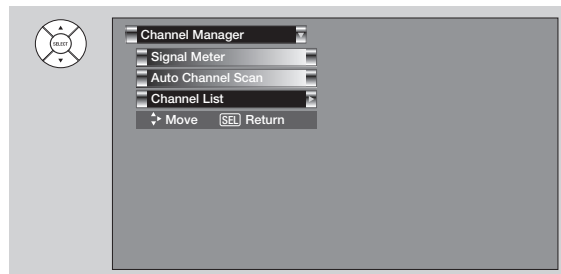 SELECT
Channel Manager
Signal Meter
Auto Channel Scan
Channel List
Move SEL Return